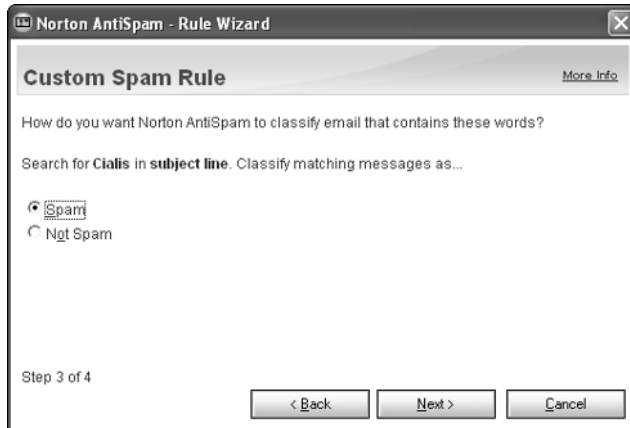 Norton AntiSpam - Rule Wizard
Custom Spam Rule
More Info
How do you want Norton AntiSpam to classify email that contains these words?
Search for Cialis in subject line. Classify matching messages as...
Spam
Not Spam
Step 3 of 4
< Back
Next >
Cancel